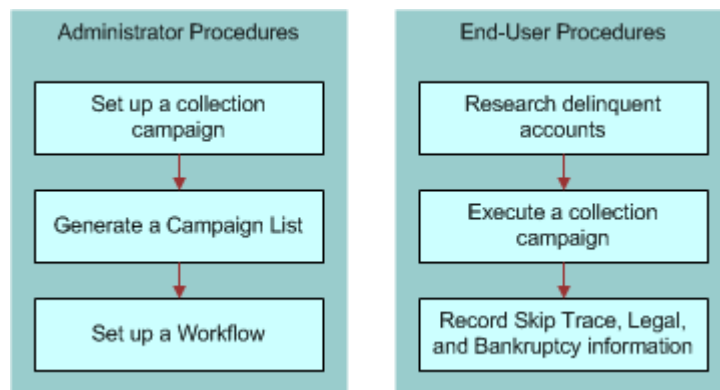 Administrator Procedures
Set up a collection
campaign
Generate a Campaign List
Set up a Workflow
End-User Procedures
Research delinquent
accounts
Execute a collection
campaign
Record Skip Trace, Legal,
and Bankruptcy information